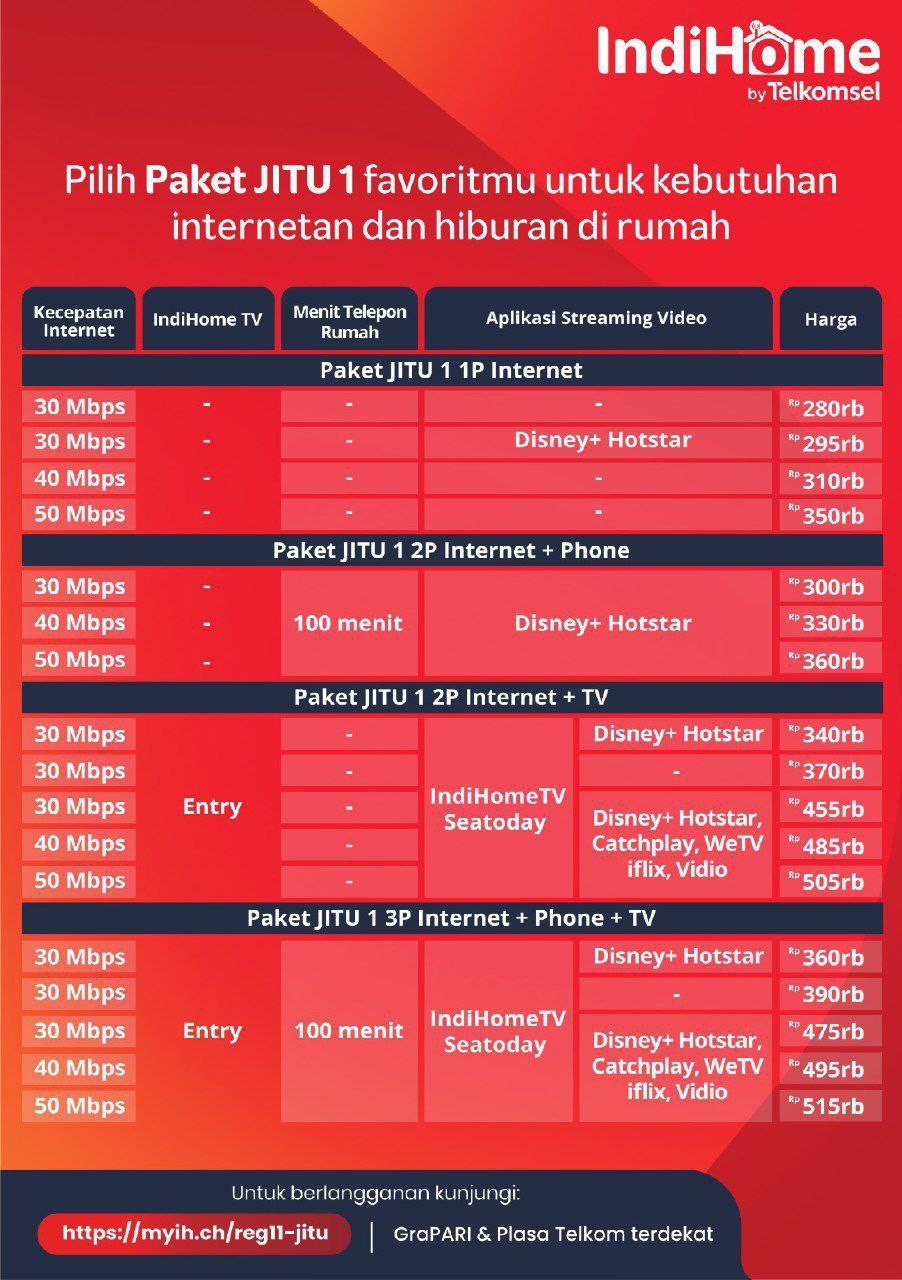 IndiHome
by Telkomsel
Pilih Paket JITU 1 favoritmu untuk kebutuhan
internetan dan hiburan di rumah
Kecepatan
Internet
IndiHome TV
Menit Telepon
Rumah
Aplikasi Streaming Video
Harga
Paket JITU 1 1P Internet
30 Mbps - - - Rp 280rb
30 Mbps - - Disney+ Hotstar Rp 295rb
40 Mbps - - - Rp 310rb
50 Mbps - - - Rp 350rb
Paket JITU 1 2P Internet + Phone
30 Mbps - Rp 300rb
40 Mbps - 100 menit Disney+ Hotstar Rp 330rb
50 Mbps - Rp 360rb
Paket JITU 1 2P Internet + TV
30 Mbps - Disney+ Hotstar Rp 340rb
30 Mbps - - Rp 370rb
30 Mbps - Rp 455rb
40 Mbps - Rp 485rb
50 Mbps - Rp 505rb
Entry
IndiHomeTV
Seatoday
Disney+ Hotstar,
Catchplay, WeTV
iflix, Vidio
Paket JITU 1 3P Internet + Phone + TV
30 Mbps Disney+ Hotstar Rp 360rb
30 Mbps - Rp 390rb
30 Mbps Rp 475rb
40 Mbps Rp 495rb
50 Mbps Rp 515rb
Entry
100 menit
IndiHomeTV
Seatoday
Disney+ Hotstar,
Catchplay, WeTV
iflix, Vidio
Untuk berlangganan kunjungi:
https://myih.ch/reg11-jitu | GraPARI & Plasa Telkom terdekat